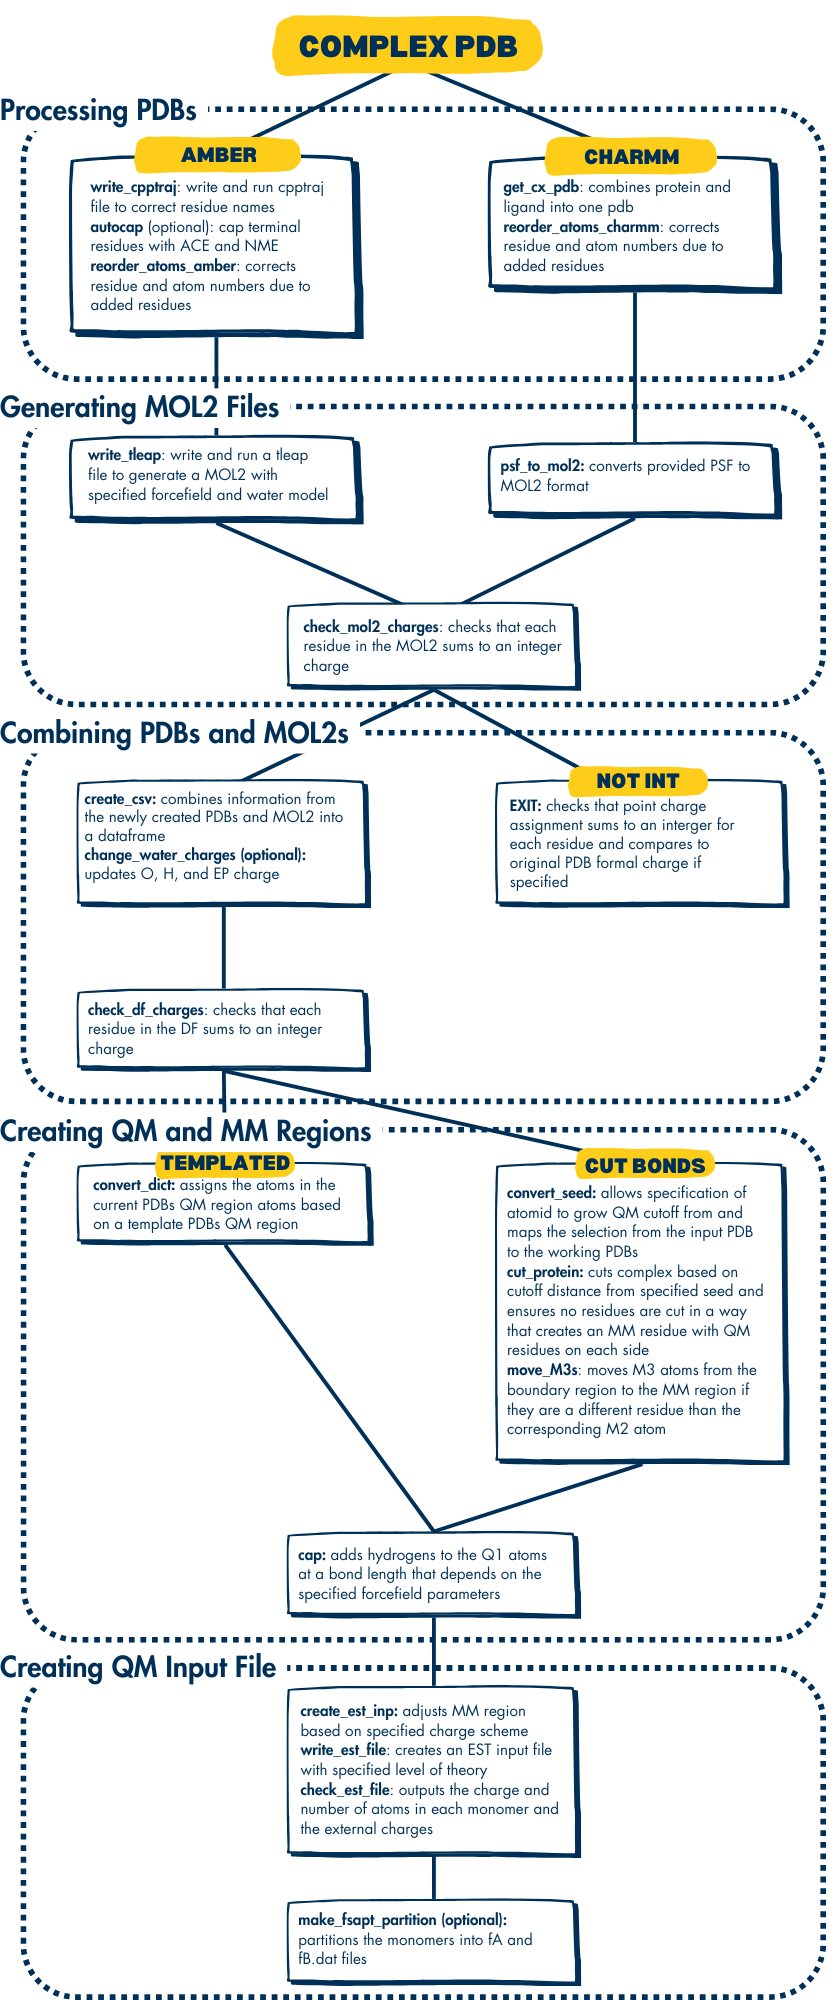 COMPLEX PDB
Processing PDBs
AMBER
write_cpptraj: write and run cpptraj
file to correct residue names
autocap (optional): cap terminal
residues with ACE and NME
reorder_atoms_amber: corrects
residue and atom numbers due to
added residues
CHARMM
get_cx_pdb: combines protein and
ligand into one pdb
reorder_atoms_charmm: corrects
residue and atom numbers due to
added residues
Generating MOL2 Files
write_tleap: write and run a tleap
file to generate a MOL2 with
specified forcefield and water model
psf_to_mol2: converts provided PSF to
MOL2 format
check_mol2_charges: checks that each
residue in the MOL2 sums to an integer
charge
Combining PDBs and MOL2s
create_csv: combines information from
the newly created PDBs and MOL2 into
a dataframe
change_water_charges (optional):
updates O, H, and EP charge
NOT INT
EXIT: checks that point charge
assignment sums to an interger for
each residue and compares to
original PDB formal charge if
specified
check_df_charges: checks that each
residue in the DF sums to an integer
charge
Creating QM and MM Regions
TEMPLATED
convert_dict: assigns the atoms in the
current PDBs QM region atoms based
on a template PDBs QM region
CUT BONDS
convert_seed: allows specification of
atomid to grow QM cutoff from and
maps the selection from the input PDB
to the working PDBs
cut_protein: cuts complex based on
cutoff distance from specified seed and
ensures no residues are cut in a way
that creates an MM residue with QM
residues on each side
move_M3s: moves M3 atoms from the
boundary region to the MM region if
they are a different residue than the
corresponding M2 atom
cap: adds hydrogens to the Q1 atoms
at a bond length that depends on the
specified forcefield parameters
Creating QM Input File
create_est_inp: adjusts MM region
based on specified charge scheme
write_est_file: creates an EST input file
with specified level of theory
check_est_file: outputs the charge and
number of atoms in each monomer and
the external charges
make_fsapt_partition (optional):
partitions the monomers into fA and
fB.dat files